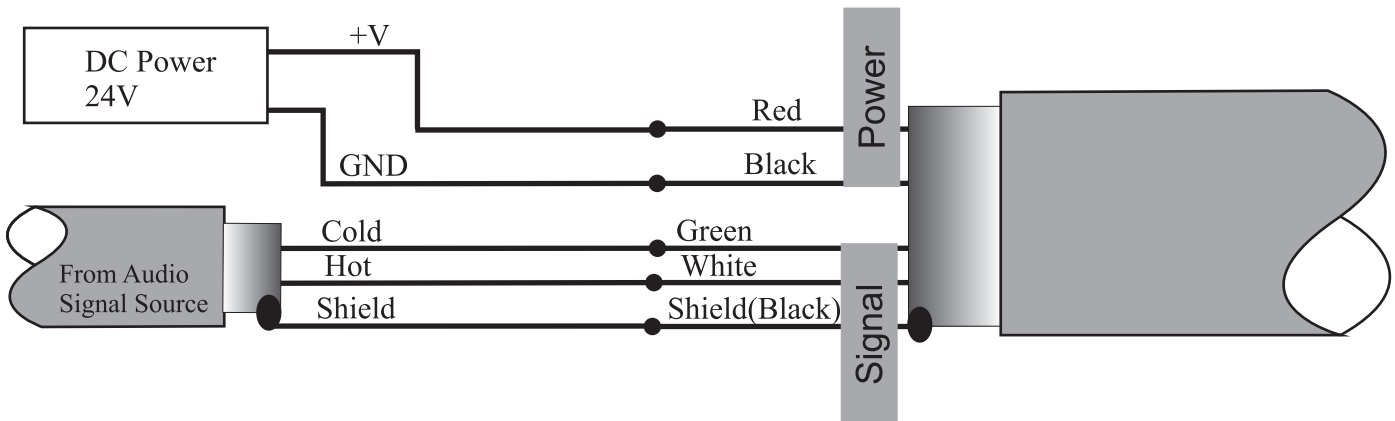 DC Power
24V
+V
GND
Red
Black
Power
From Audio
Signal Source
Cold
Hot
Shield
Green
White
Shield(Black)
Signal